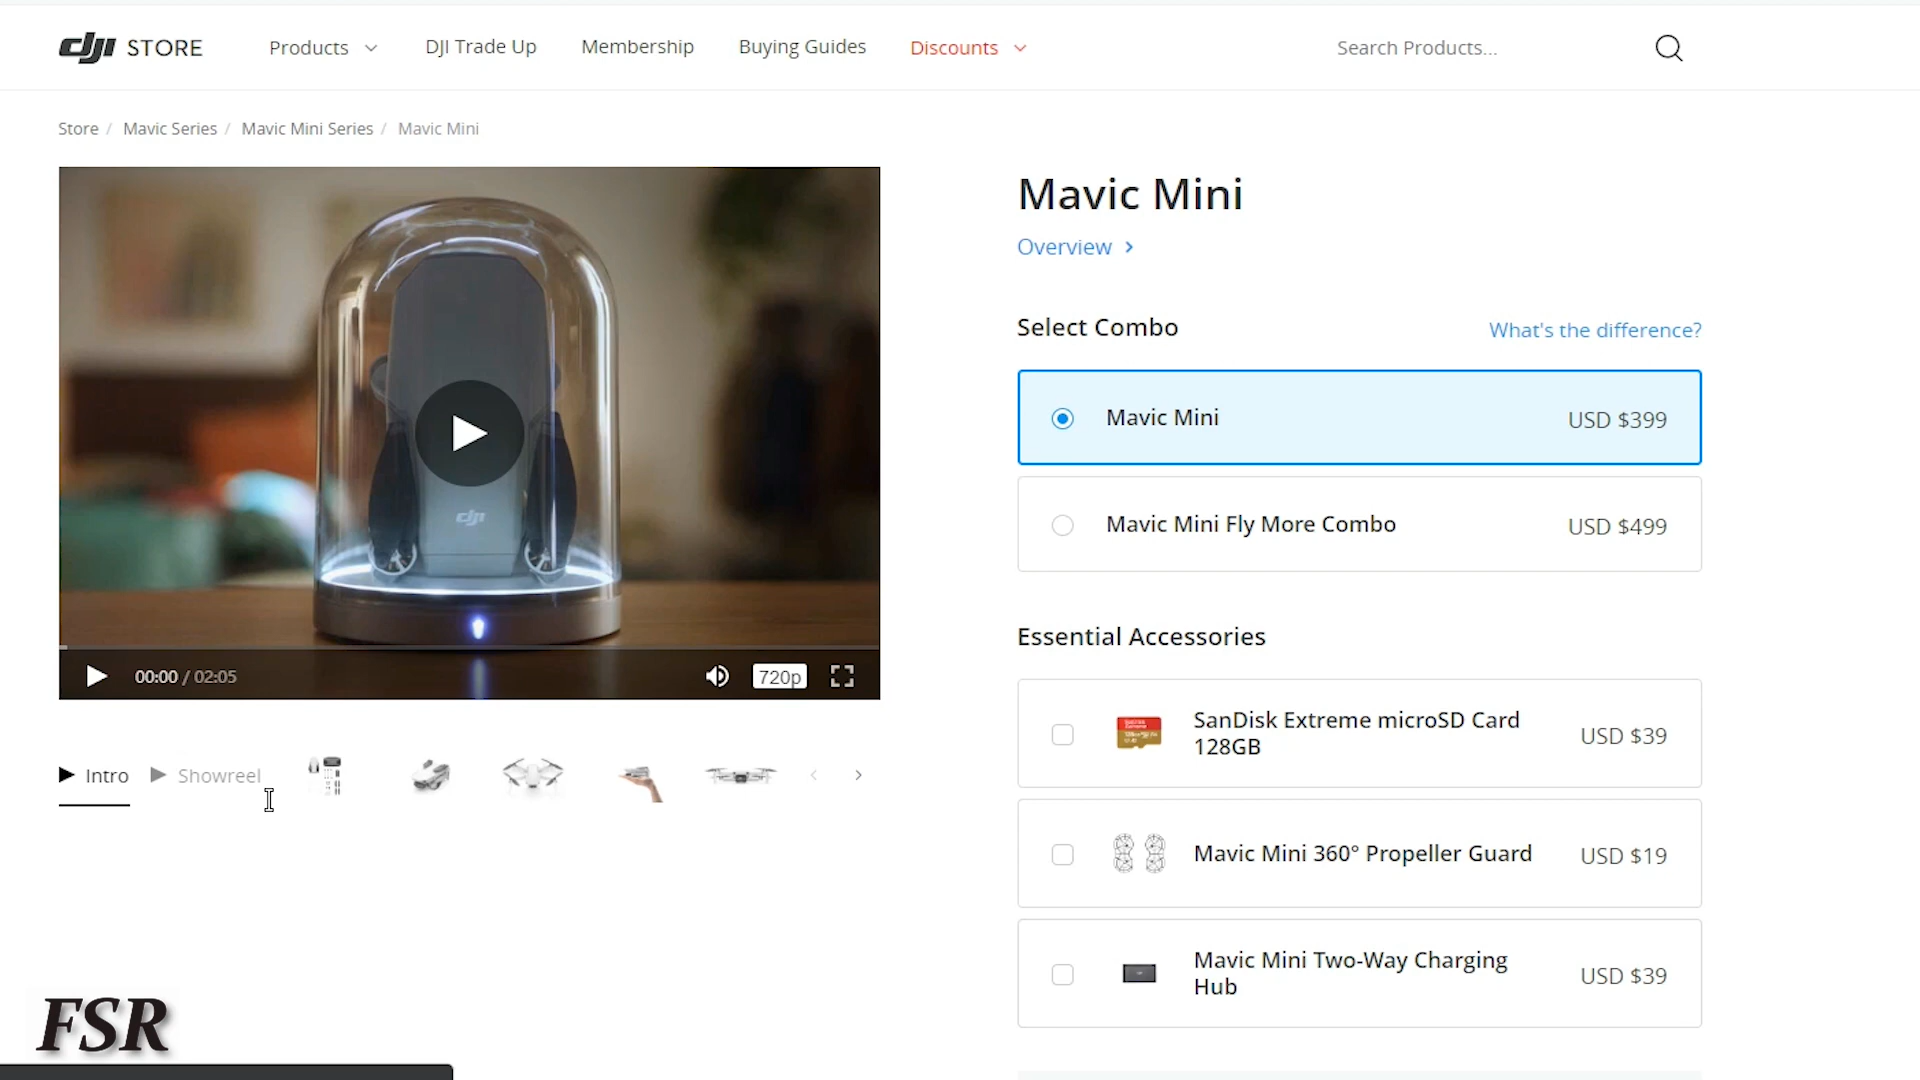 dji STORE
Products
DJI Trade Up
Membership
Buying Guides
Discounts
Search Products...
Store / Mavic Series / Mavic Mini Series / Mavic Mini
dji
00:00 / 02:05
720p
Intro
Showreel
Mavic Mini
Overview >
Select Combo
What's the difference?
Mavic Mini
USD $399
Mavic Mini Fly More Combo
USD $499
Essential Accessories
SanDisk Extreme microSD Card
128GB
USD $39
Mavic Mini 360° Propeller Guard
USD $19
Mavic Mini Two-Way Charging
Hub
USD $39
FSR